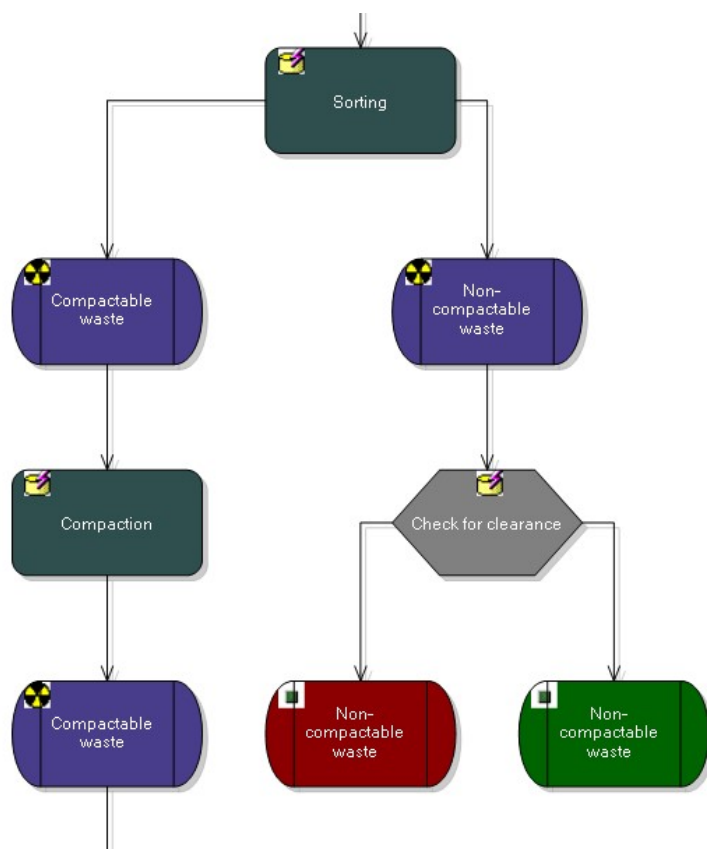 Sorting
Compactable
waste
Non-
compactable
waste
Compaction
Check for clearance
Compactable
waste
Non-
compactable
waste
Non-
compactable
waste